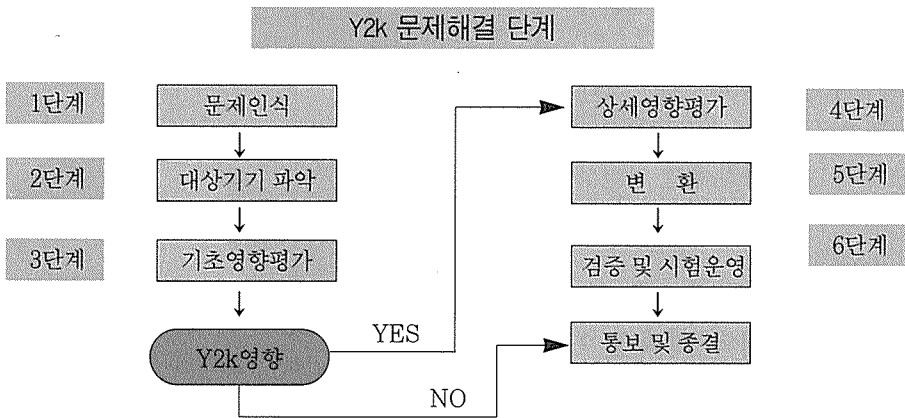 Y2k 문제해결 단계
1단계
문제인식
2단계
대상기기 파악
3단계
기초영향평가
Y2k영향
YES
NO
상세영향평가
4단계
변 환
5단계
검증 및 시험운영
6단계
통보 및 종결